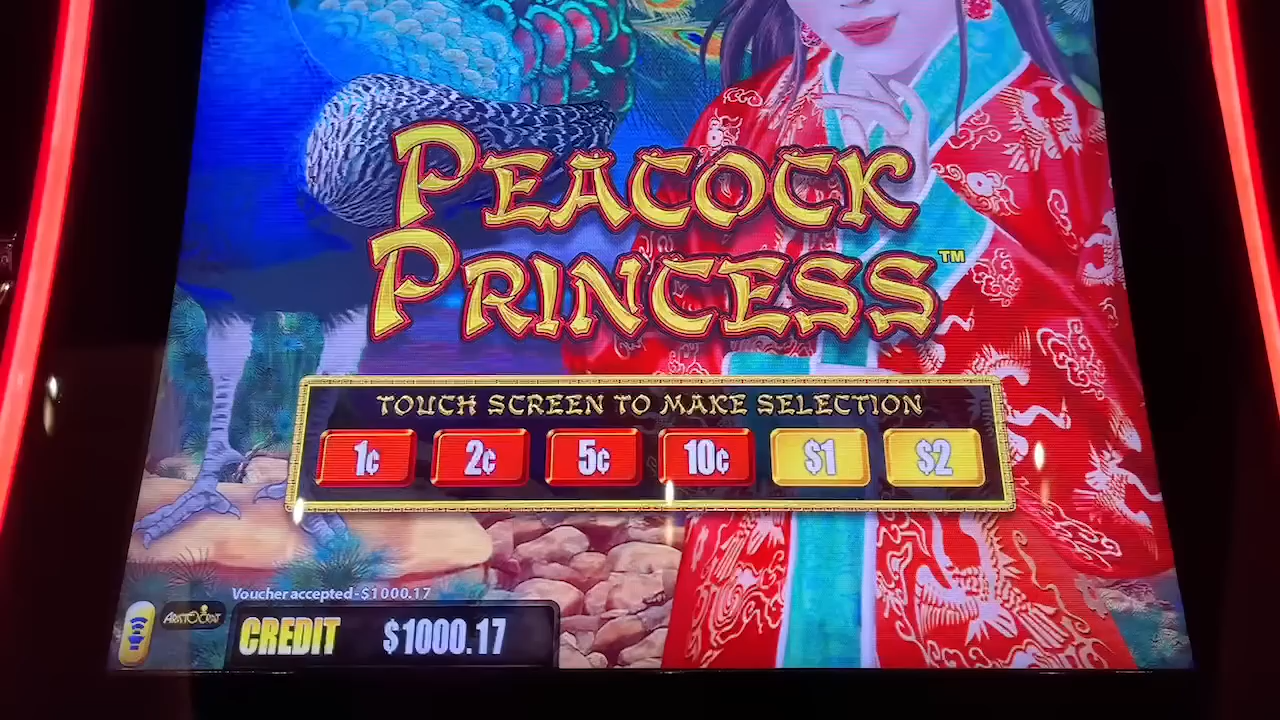 PEACOCK
PRINCESS™
TOUCH SCREEN TO MAKE SELECTION
1¢ 2¢ 5¢ 10¢ $1 $2
Voucher accepted-$1000.17
ARISTOCRAT
CREDIT $1000.17